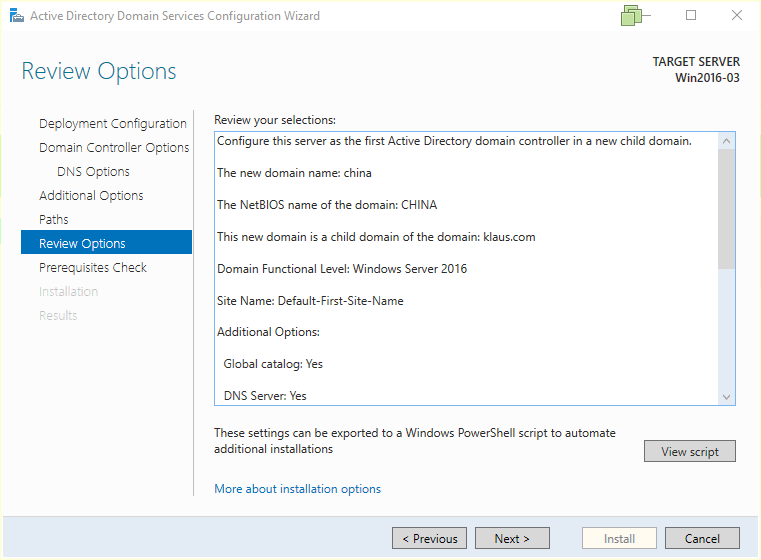 Active Directory Domain Services Configuration Wizard
Review Options
TARGET SERVER
Win2016-03
Deployment Configuration
Domain Controller Options
DNS Options
Additional Options
Paths
Review Options
Prerequisites Check
Installation
Results
Review your selections:
Configure this server as the first Active Directory domain controller in a new child domain.
The new domain name: china
The NetBIOS name of the domain: CHINA
This new domain is a child domain of the domain: klaus.com
Domain Functional Level: Windows Server 2016
Site Name: Default-First-Site-Name
Additional Options:
Global catalog: Yes
DNS Server: Yes
These settings can be exported to a Windows PowerShell script to automate
additional installations
View script
More about installation options
< Previous
Next >
Install
Cancel